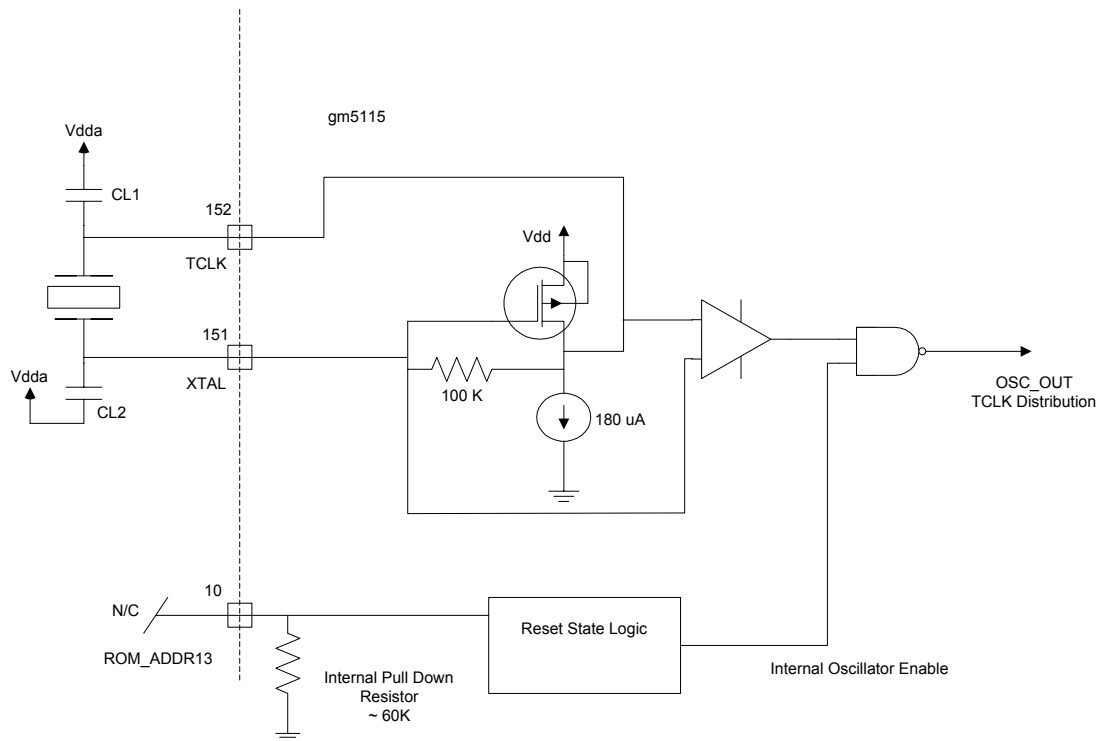 gm5115
Vdda
CL1
152
TCLK
Vdd
151
XTAL
Vdda
CL2
100 K
180 uA
OSC_OUT
TCLK Distribution
10
N/C
ROM_ADDR13
Reset State Logic
Internal Oscillator Enable
Internal Pull Down
Resistor
~ 60K